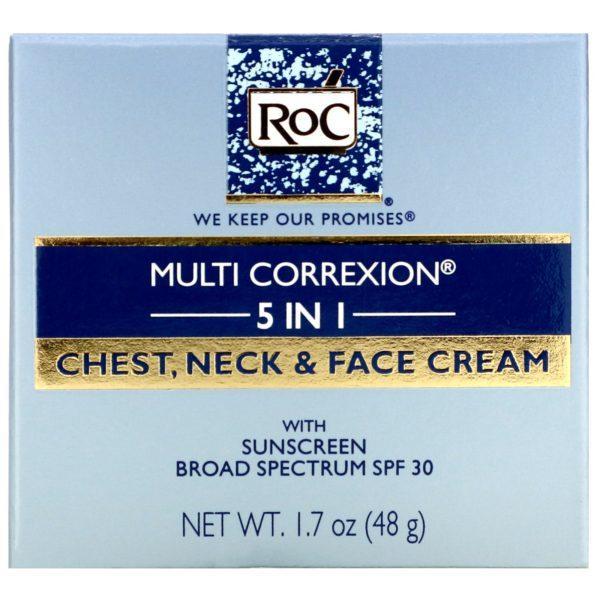 RoC
®
WE KEEP OUR PROMISES®
MULTI CORREXION®
5 IN 1
CHEST, NECK & FACE CREAM
WITH
SUNSCREEN
BROAD SPECTRUM SPF 30
NET WT. 1.7 oz (48 g)